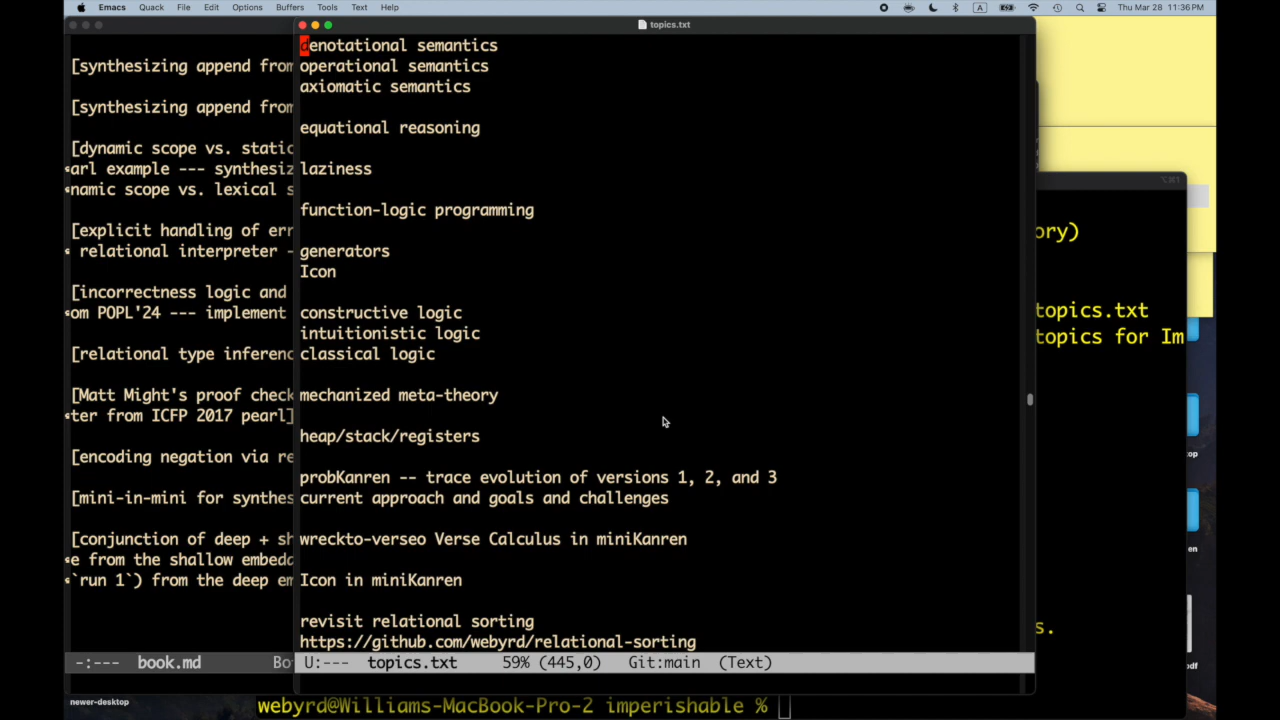 Emacs Quack File Edit Options Buffers Tools Text Help A Thu Mar 28 11:36 PM
topics.txt
[synthesizing append from
[synthesizing append from
[dynamic scope vs. static
arl example --- synthesiz
namic scope vs. lexical s
[explicit handling of err
relational interpreter -
[incorrectness logic and
om POPL'24 --- implement
[relational type inferenc
[Matt Might's proof check
ter from ICFP 2017 pearl]
[encoding negation via re
[mini-in-mini for synthes
[conjunction of deep + sh
e from the shallow embedd
`run 1`) from the deep em
-:--- book.md Bo
denotational semantics
operational semantics
axiomatic semantics
equational reasoning
laziness
function-logic programming
generators
Icon
constructive logic
intuitionistic logic
classical logic
mechanized meta-theory
heap/stack/registers
probKanren -- trace evolution of versions 1, 2, and 3
current approach and goals and challenges
wreckto-verseo Verse Calculus in miniKanren
Icon in miniKanren
revisit relational sorting
https://github.com/webyrd/relational-sorting
U:--- topics.txt 59% (445,0) Git:main (Text)
ory)
topics.txt
topics for Im
s.
top
en
pdf
newer-desktop
webyrd@Williams-MacBook-Pro-2 imperishable %